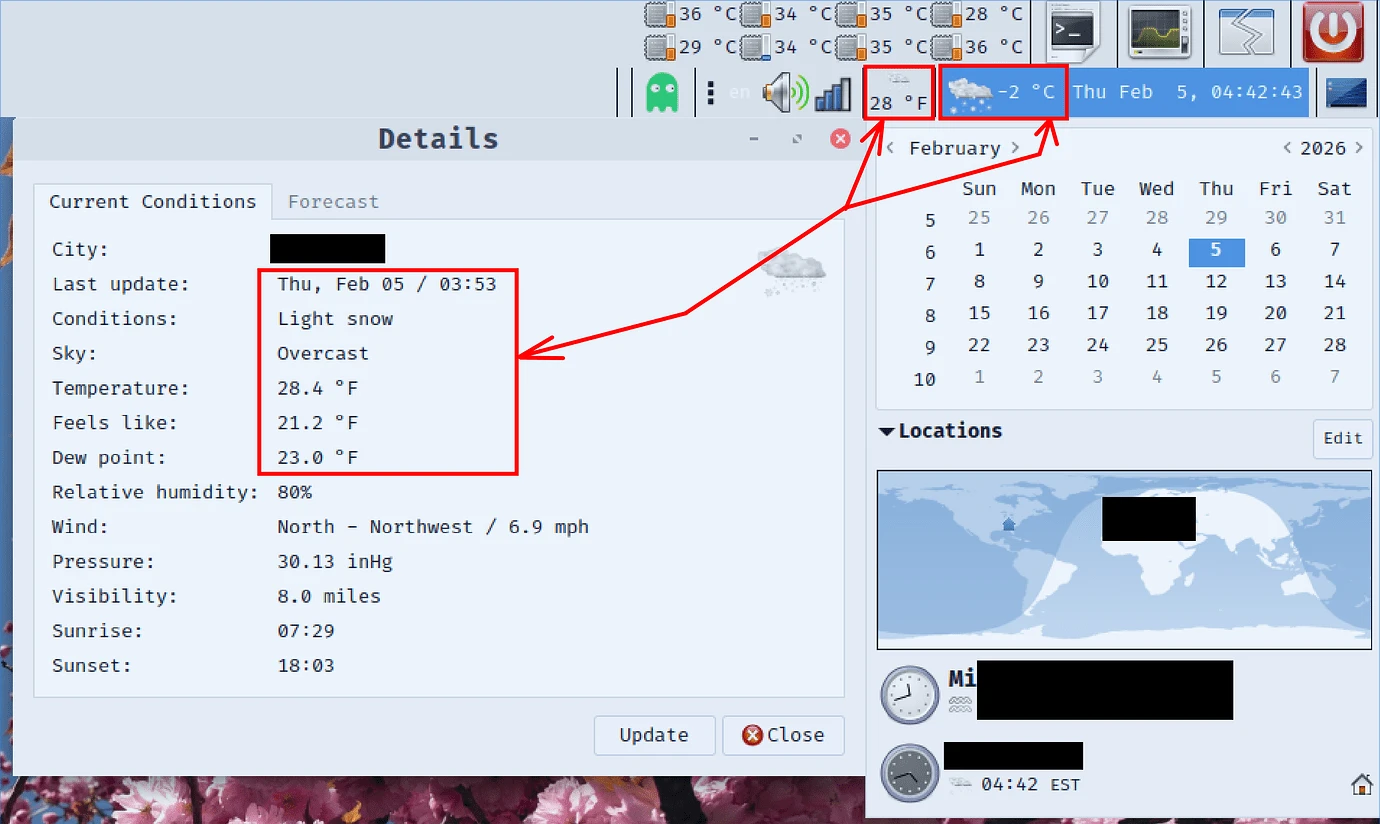 36 °C 34 °C 35 °C 28 °C
29 °C 34 °C 35 °C 36 °C
>_
en 28 °F -2 °C Thu Feb 5, 04:42:43
Details
Current Conditions Forecast
City:
Last update: Thu, Feb 05 / 03:53
Conditions: Light snow
Sky: Overcast
Temperature: 28.4 °F
Feels like: 21.2 °F
Dew point: 23.0 °F
Relative humidity: 80%
Wind: North - Northwest / 6.9 mph
Pressure: 30.13 inHg
Visibility: 8.0 miles
Sunrise: 07:29
Sunset: 18:03
Update Close
< February > < 2026 >
Sun Mon Tue Wed Thu Fri Sat
5 25 26 27 28 29 30 31
6 1 2 3 4 5 6 7
7 8 9 10 11 12 13 14
8 15 16 17 18 19 20 21
9 22 23 24 25 26 27 28
10 1 2 3 4 5 6 7
Locations Edit
Mi
04:42 EST